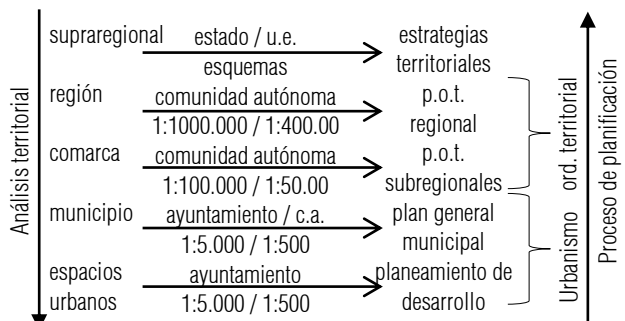 Análisis territorial
supraregional estado / u.e. estrategias
esquemas territoriales
región comunidad autónoma p.o.t.
1:1000.000 / 1:400.00 regional
comarca comunidad autónoma p.o.t.
1:100.000 / 1:50.00 subregionales
municipio ayuntamiento / c.a. plan general
1:5.000 / 1:500 municipal
espacios ayuntamiento planeamiento de
urbanos 1:5.000 / 1:500 desarrollo
ord. territorial
Urbanismo
Proceso de planificación